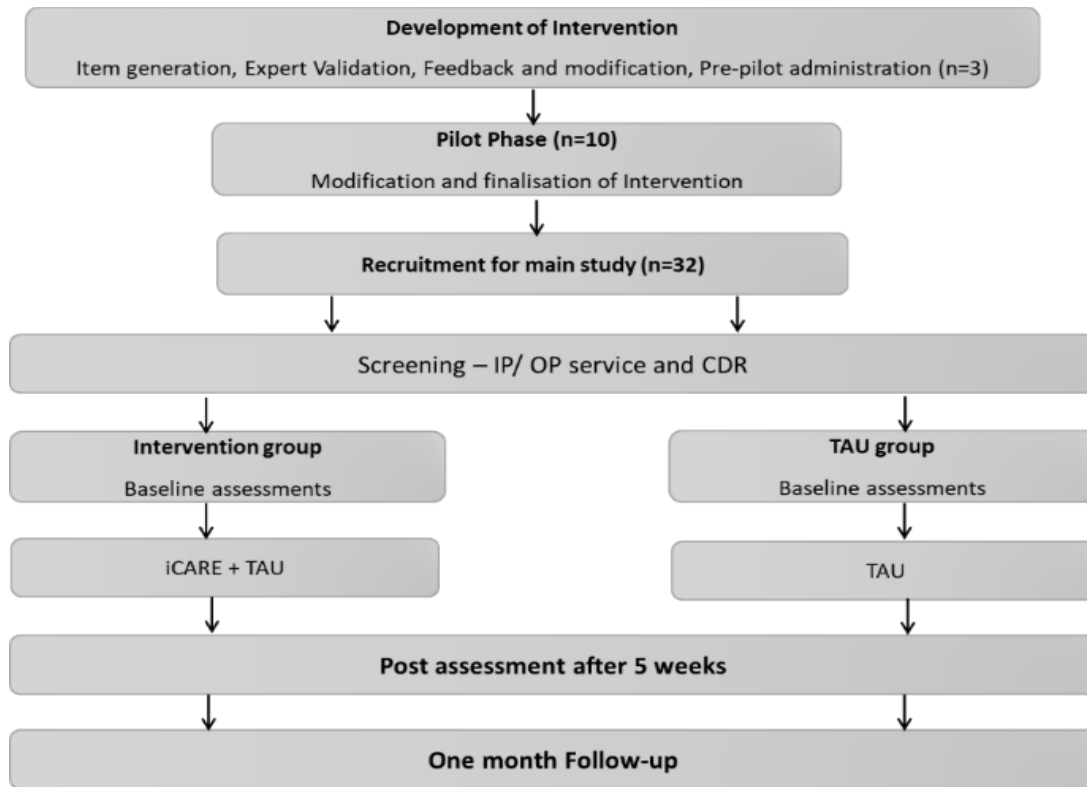 Development of Intervention
Item generation, Expert Validation, Feedback and modification, Pre-pilot administration (n=3)
Pilot Phase (n=10)
Modification and finalisation of Intervention
Recruitment for main study (n=32)
Screening – IP/ OP service and CDR
Intervention group
Baseline assessments
TAU group
Baseline assessments
iCARE + TAU
TAU
Post assessment after 5 weeks
One month Follow-up